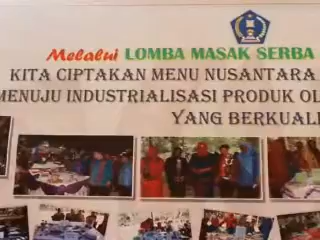 Melalui LOMBA MASAK SERBA
KITA CIPTAKAN MENU NUSANTARA
MENUJU INDUSTRIALISASI PRODUK OL
YANG BERKUALI